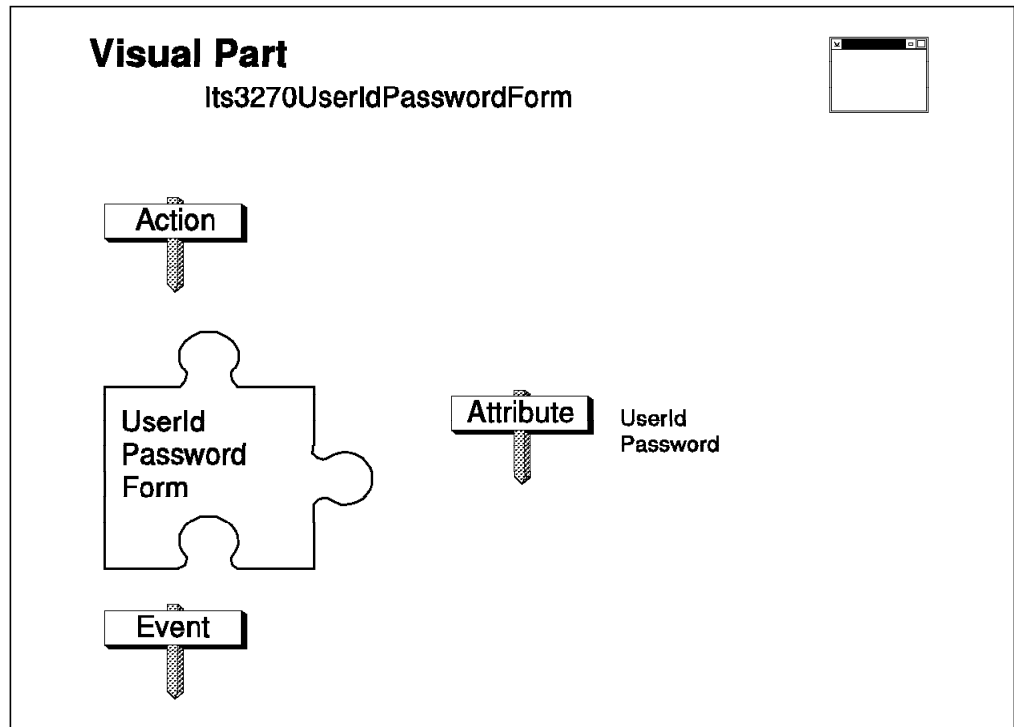 Visual Part
Its3270UserIdPasswordForm
Action
UserId
Password
Form
Attribute
UserId
Password
Event